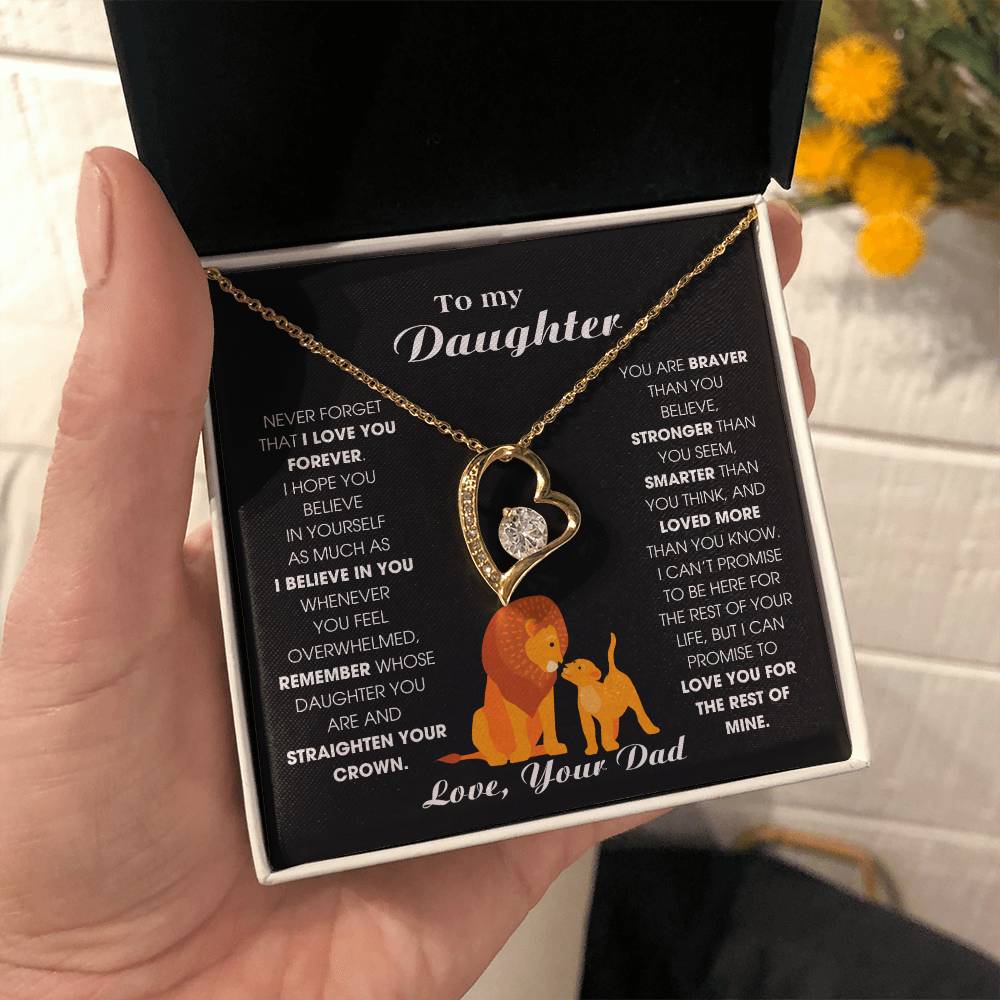 To my
Daughter
NEVER FORGET
THAT I LOVE YOU
FOREVER.
I HOPE YOU
BELIEVE
IN YOURSELF
AS MUCH AS
I BELIEVE IN YOU
WHENEVER
YOU FEEL
OVERWHELMED,
REMEMBER WHOSE
DAUGHTER YOU
ARE AND
STRAIGHTEN YOUR
CROWN.
YOU ARE BRAVER
THAN YOU
BELIEVE,
STRONGER THAN
YOU SEEM,
SMARTER THAN
YOU THINK, AND
LOVED MORE
THAN YOU KNOW.
I CAN'T PROMISE
TO BE HERE FOR
THE REST OF YOUR
LIFE, BUT I CAN
PROMISE TO
LOVE YOU FOR
THE REST OF
MINE.
Love, Your Dad